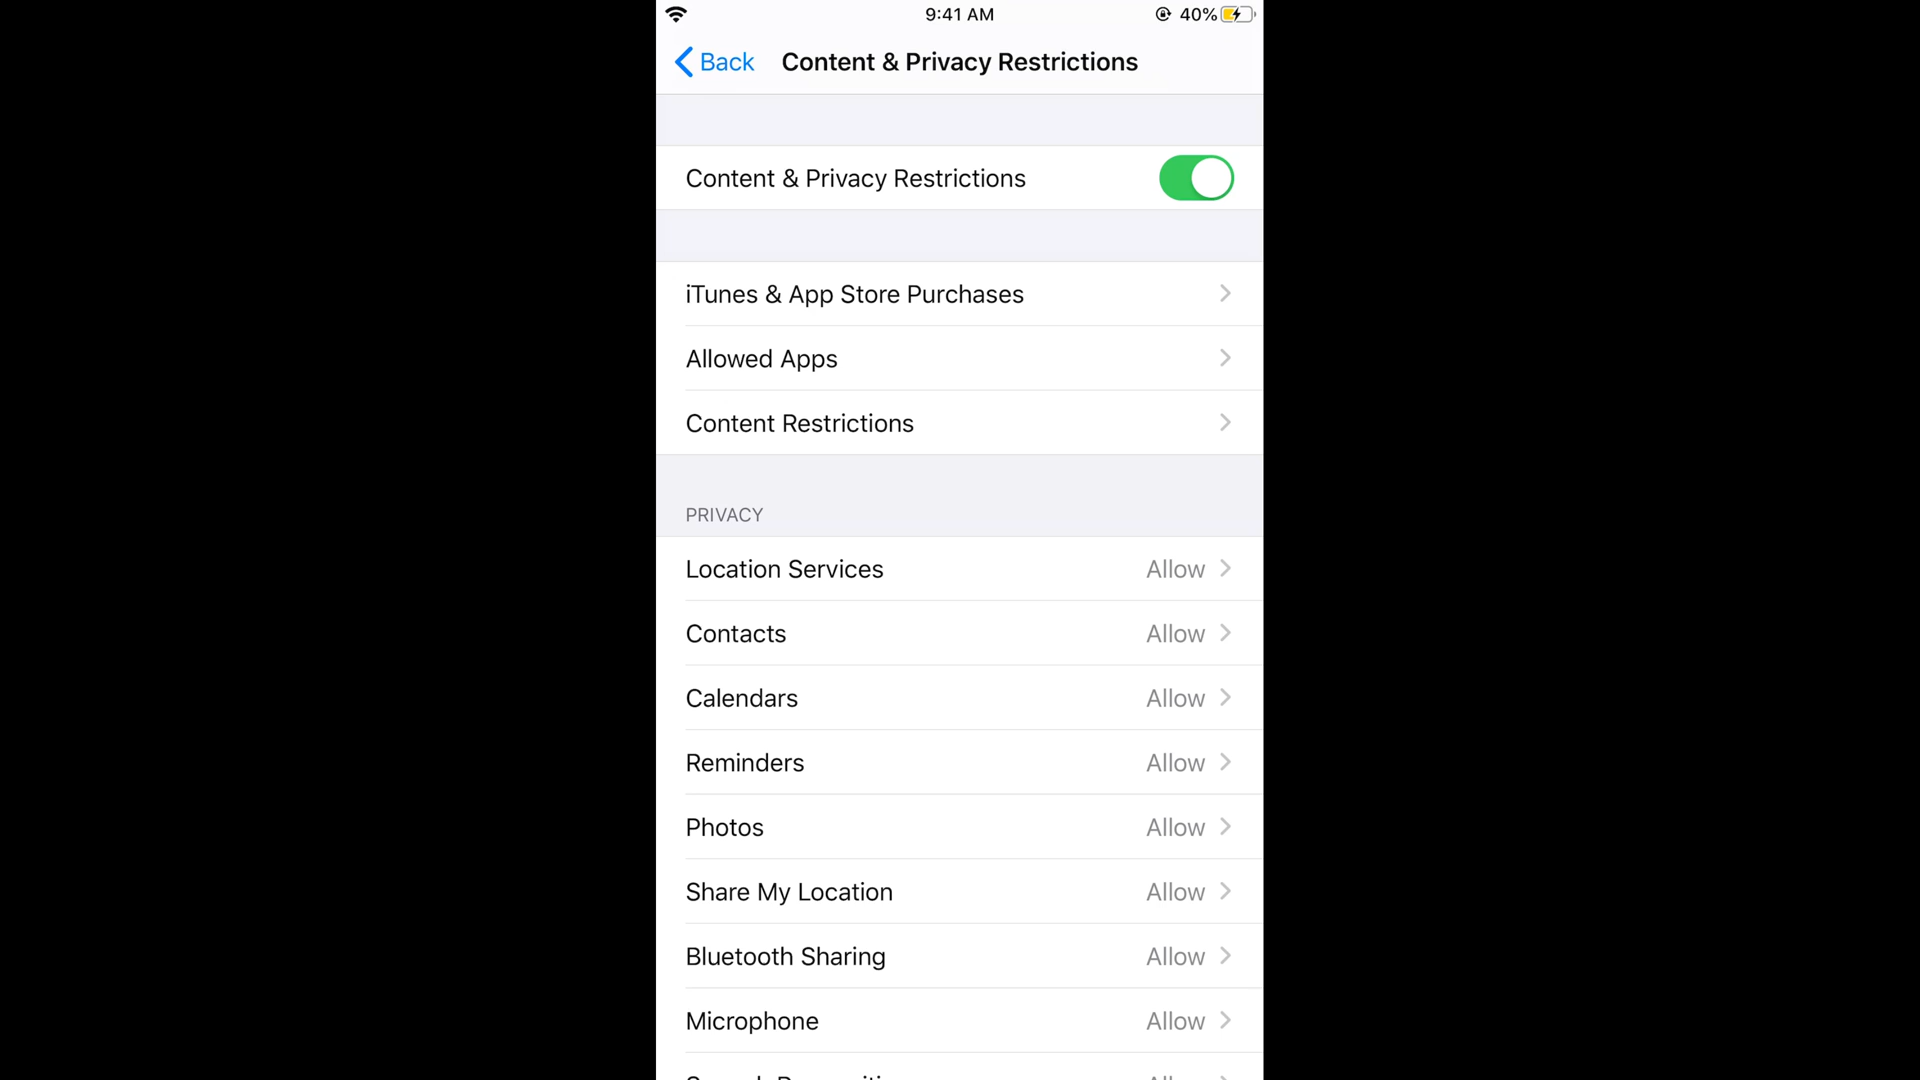 9:41 AM
40%
Back
Content & Privacy Restrictions
Content & Privacy Restrictions
iTunes & App Store Purchases
Allowed Apps
Content Restrictions
PRIVACY
Location Services Allow
Contacts Allow
Calendars Allow
Reminders Allow
Photos Allow
Share My Location Allow
Bluetooth Sharing Allow
Microphone Allow